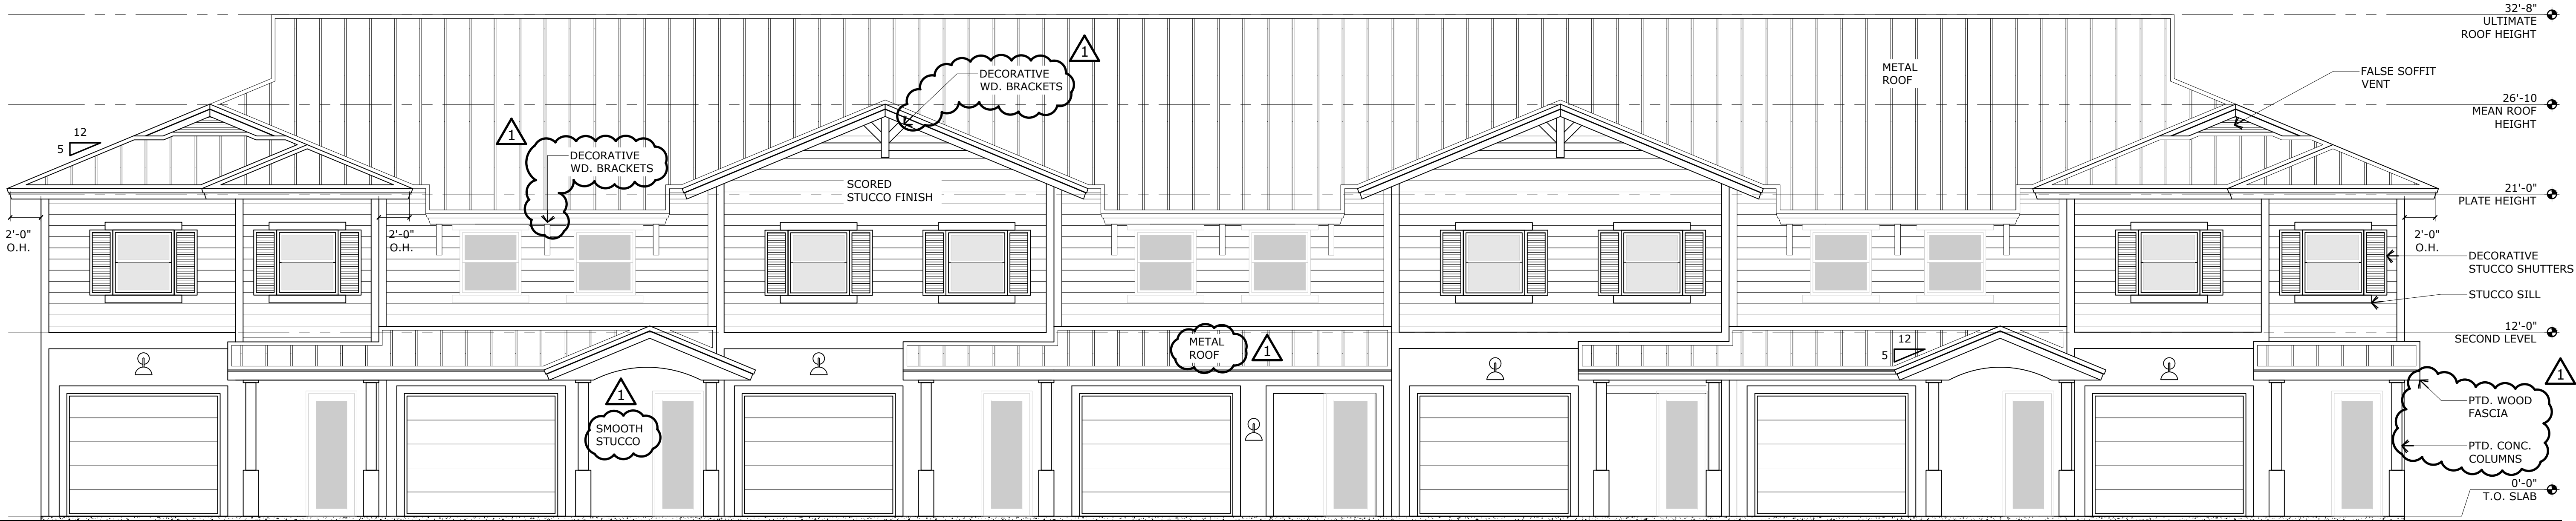 32'-8"
ULTIMATE
ROOF HEIGHT
1
DECORATIVE
WD. BRACKETS
METAL
ROOF
FALSE SOFFIT
VENT
26'-10
MEAN ROOF
HEIGHT
12
5
1
DECORATIVE
WD. BRACKETS
SCORED
STUCCO FINISH
21'-0"
PLATE HEIGHT
2'-0"
O.H.
2'-0"
O.H.
2'-0"
O.H.
DECORATIVE
STUCCO SHUTTERS
STUCCO SILL
12'-0"
SECOND LEVEL
METAL
ROOF
1
12
5
1
SMOOTH
STUCCO
1
PTD. WOOD
FASCIA
PTD. CONC.
COLUMNS
0'-0"
T.O. SLAB